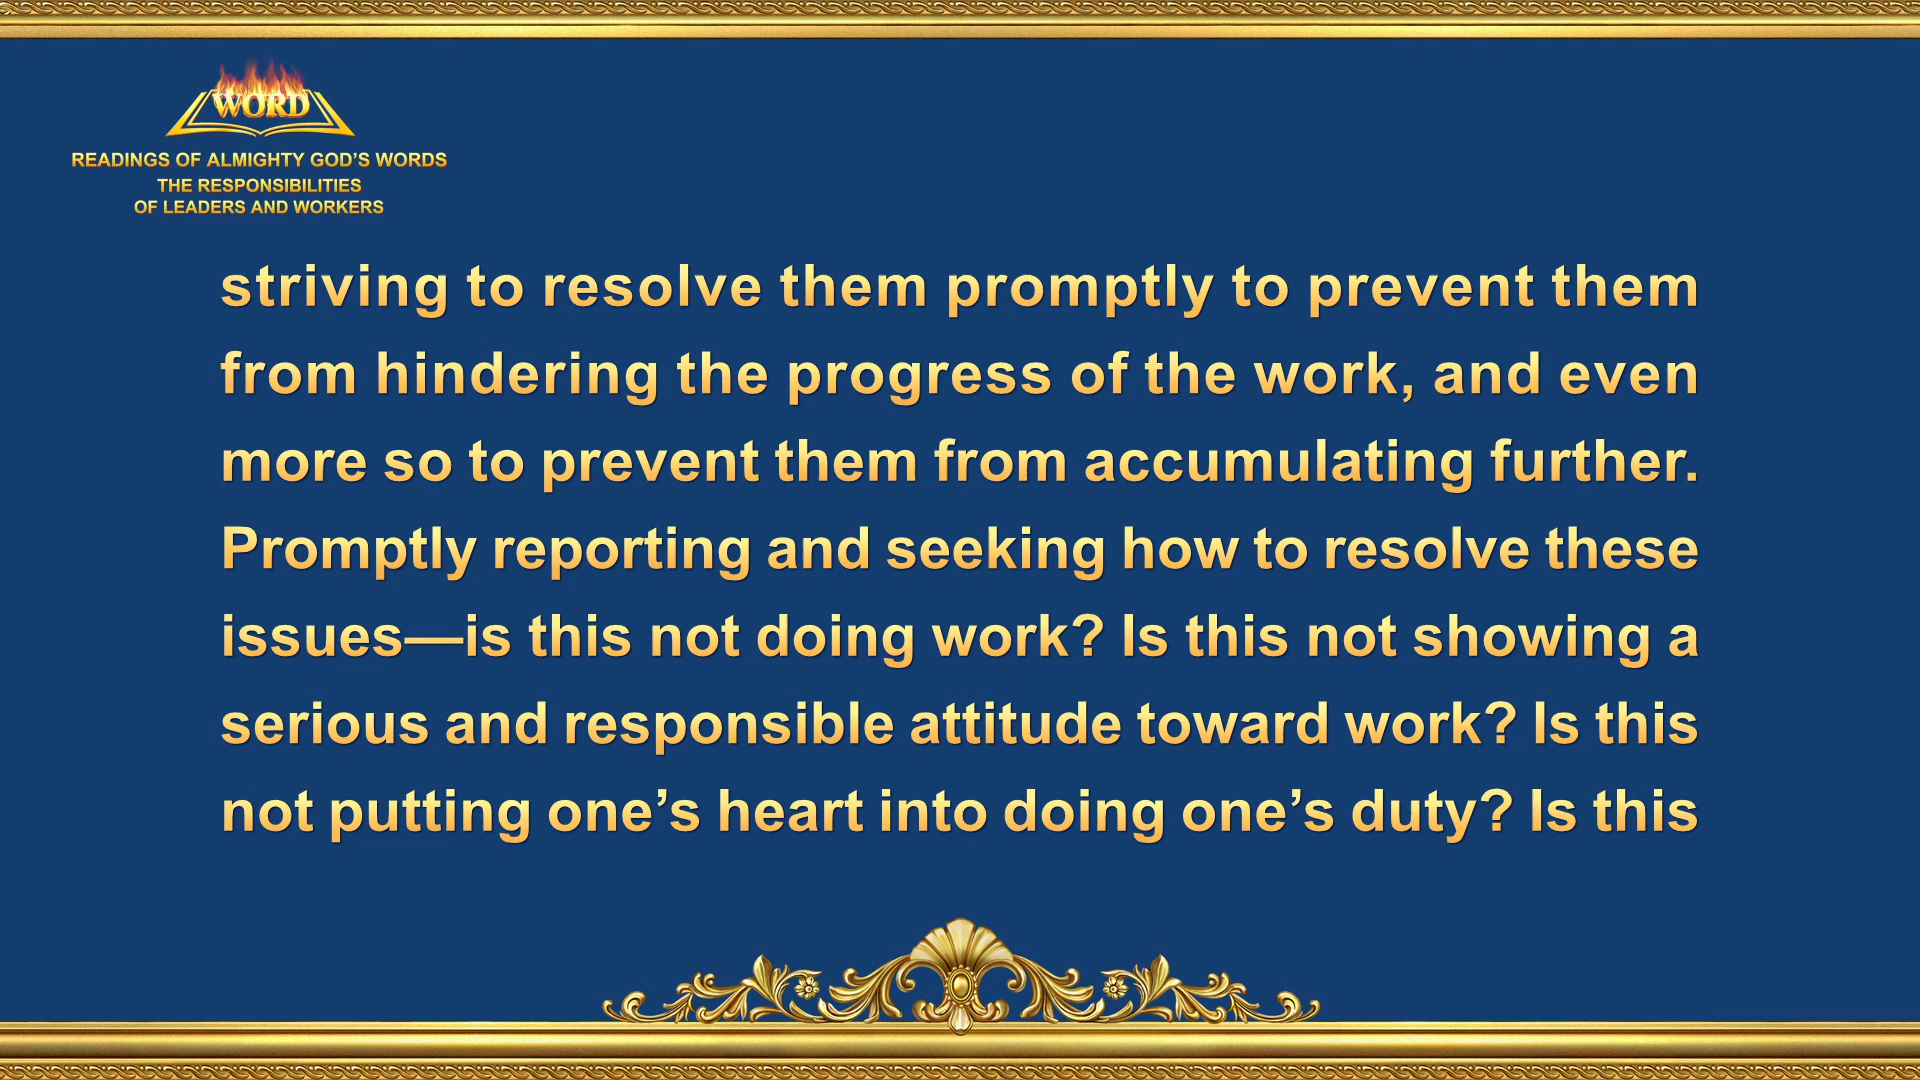 WORD
READINGS OF ALMIGHTY GOD’S WORDS
THE RESPONSIBILITIES
OF LEADERS AND WORKERS
striving to resolve them promptly to prevent them
from hindering the progress of the work, and even
more so to prevent them from accumulating further.
Promptly reporting and seeking how to resolve these
issues—is this not doing work? Is this not showing a
serious and responsible attitude toward work? Is this
not putting one’s heart into doing one’s duty? Is this